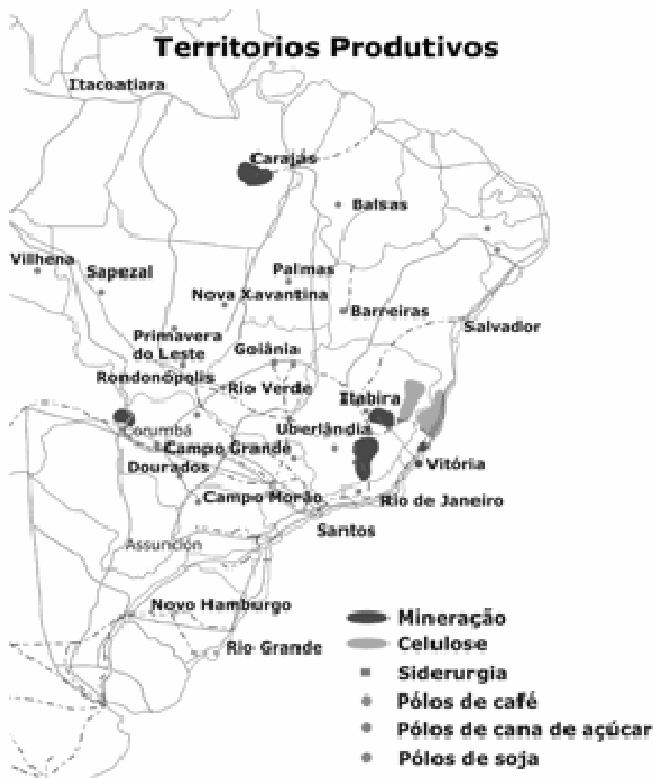 Territorios Produtivos
Itacoatiara
Carajás
Balsas
Vilhena
Sapezal
Palmas
Nova Xavantina
Barreiras
Salvador
Primavera
do Leste
Goiânia
Rondonópolis
Rio Verde
Itabira
Corumbá
Uberlândia
Campo Grande
Vitória
Dourados
Campo Morão
Rio de Janeiro
Santos
Assunción
Novo Hamburgo
Rio Grande
Mineração
Celulose
Siderurgia
Pólos de café
Pólos de cana de açúcar
Pólos de soja